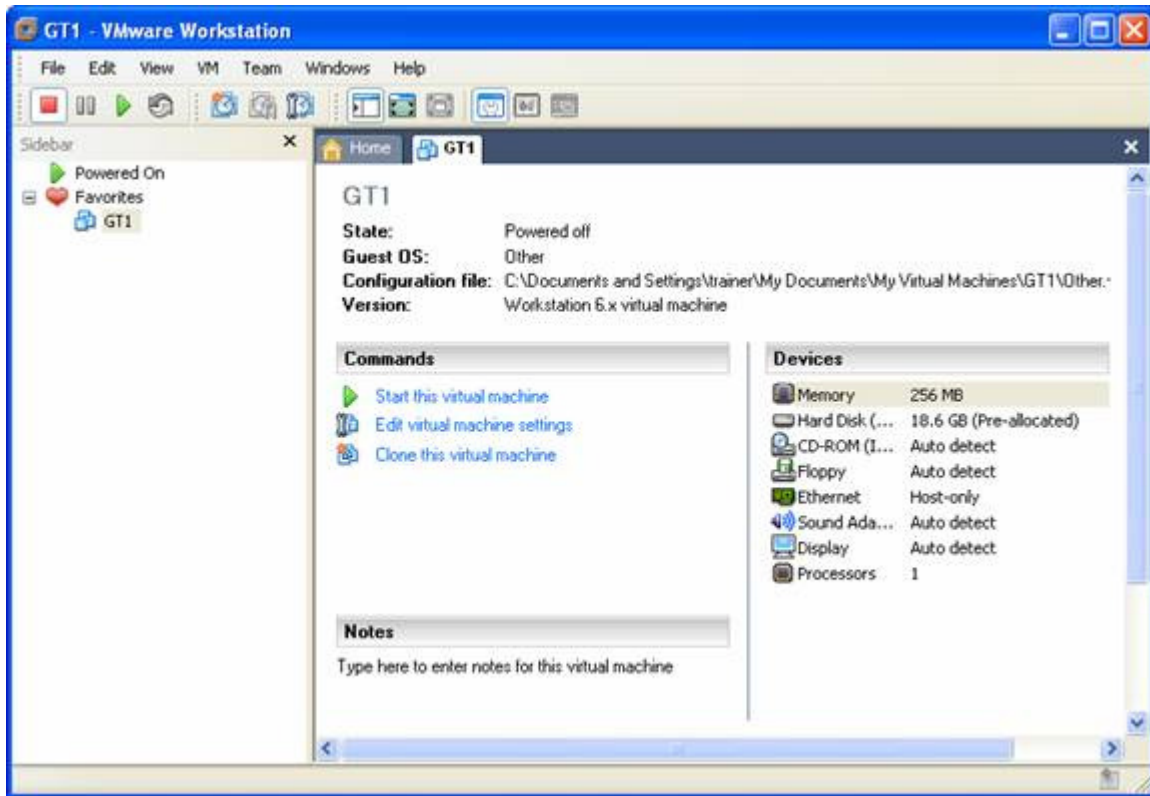 GT1 - VMware Workstation
File Edit View VM Team Windows Help
Sidebar
Powered On
Favorites
GT1
Home GT1
GT1
State: Powered off
Guest OS: Other
Configuration file: C:\Documents and Settings\trainer\My Documents\My Virtual Machines\GT1\Other.
Version: Workstation 6.x virtual machine
Commands
Start this virtual machine
Edit virtual machine settings
Clone this virtual machine
Devices
Memory 256 MB
Hard Disk (... 18.6 GB (Pre-allocated)
CD-ROM (I... Auto detect
Floppy Auto detect
Ethernet Host-only
Sound Ada... Auto detect
Display Auto detect
Processors 1
Notes
Type here to enter notes for this virtual machine